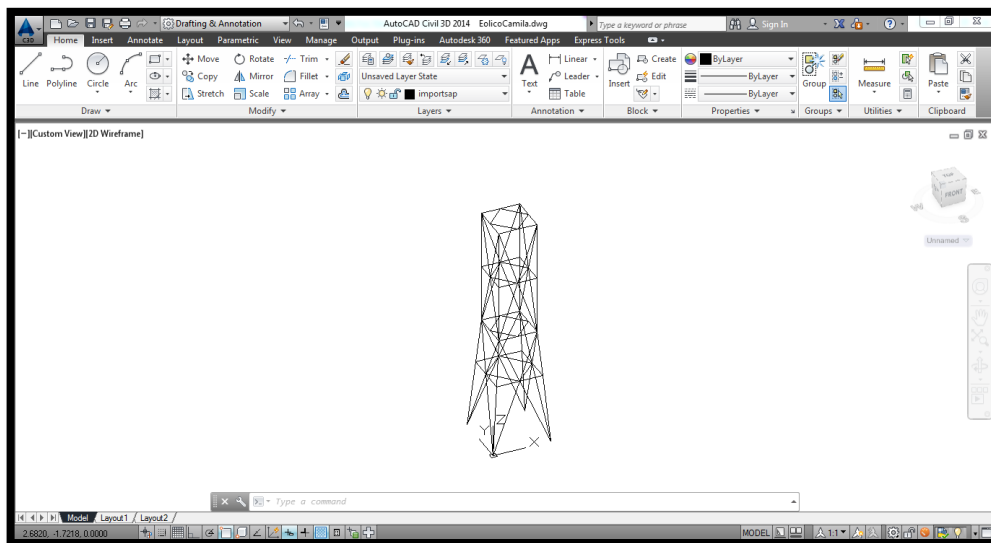 Drafting & Annotation
AutoCAD Civil 3D 2014 EolicoCamila.dwg
Type a keyword or phrase
Sign In
C3D
Home Insert Annotate Layout Parametric View Manage Output Plug-ins Autodesk 360 Featured Apps Express Tools
Line Polyline Circle Arc
Move Rotate Trim
Copy Mirror Fillet
Stretch Scale Array
Unsaved Layer State
importsap
Text
Linear
Leader
Table
Insert
Create
Edit
ByLayer
ByLayer
ByLayer
Group
Measure
Paste
Draw Modify Layers Annotation Block Properties Groups Utilities Clipboard
[−][Custom View][2D Wireframe]
TOP
FRONT
W
S
Unnamed
Z
Y
X
Type a command
Model Layout1 Layout2
2.6820, -1.7218, 0.0000
MODEL
1:1